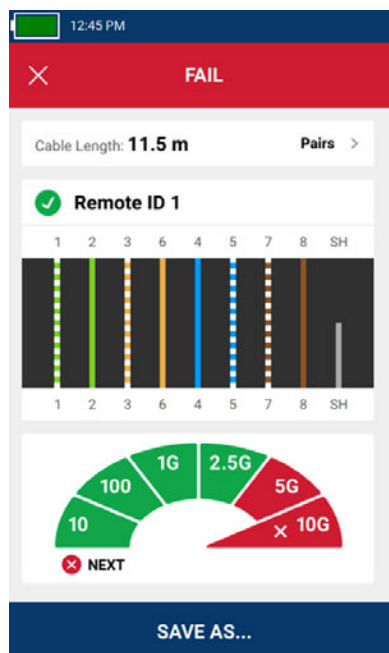 12:45 PM
FAIL
Cable Length: 11.5 m Pairs >
Remote ID 1
1 2 3 6 4 5 7 8 SH
1 2 3 6 4 5 7 8 SH
10 100 1G 2.5G 5G 10G
NEXT
SAVE AS...